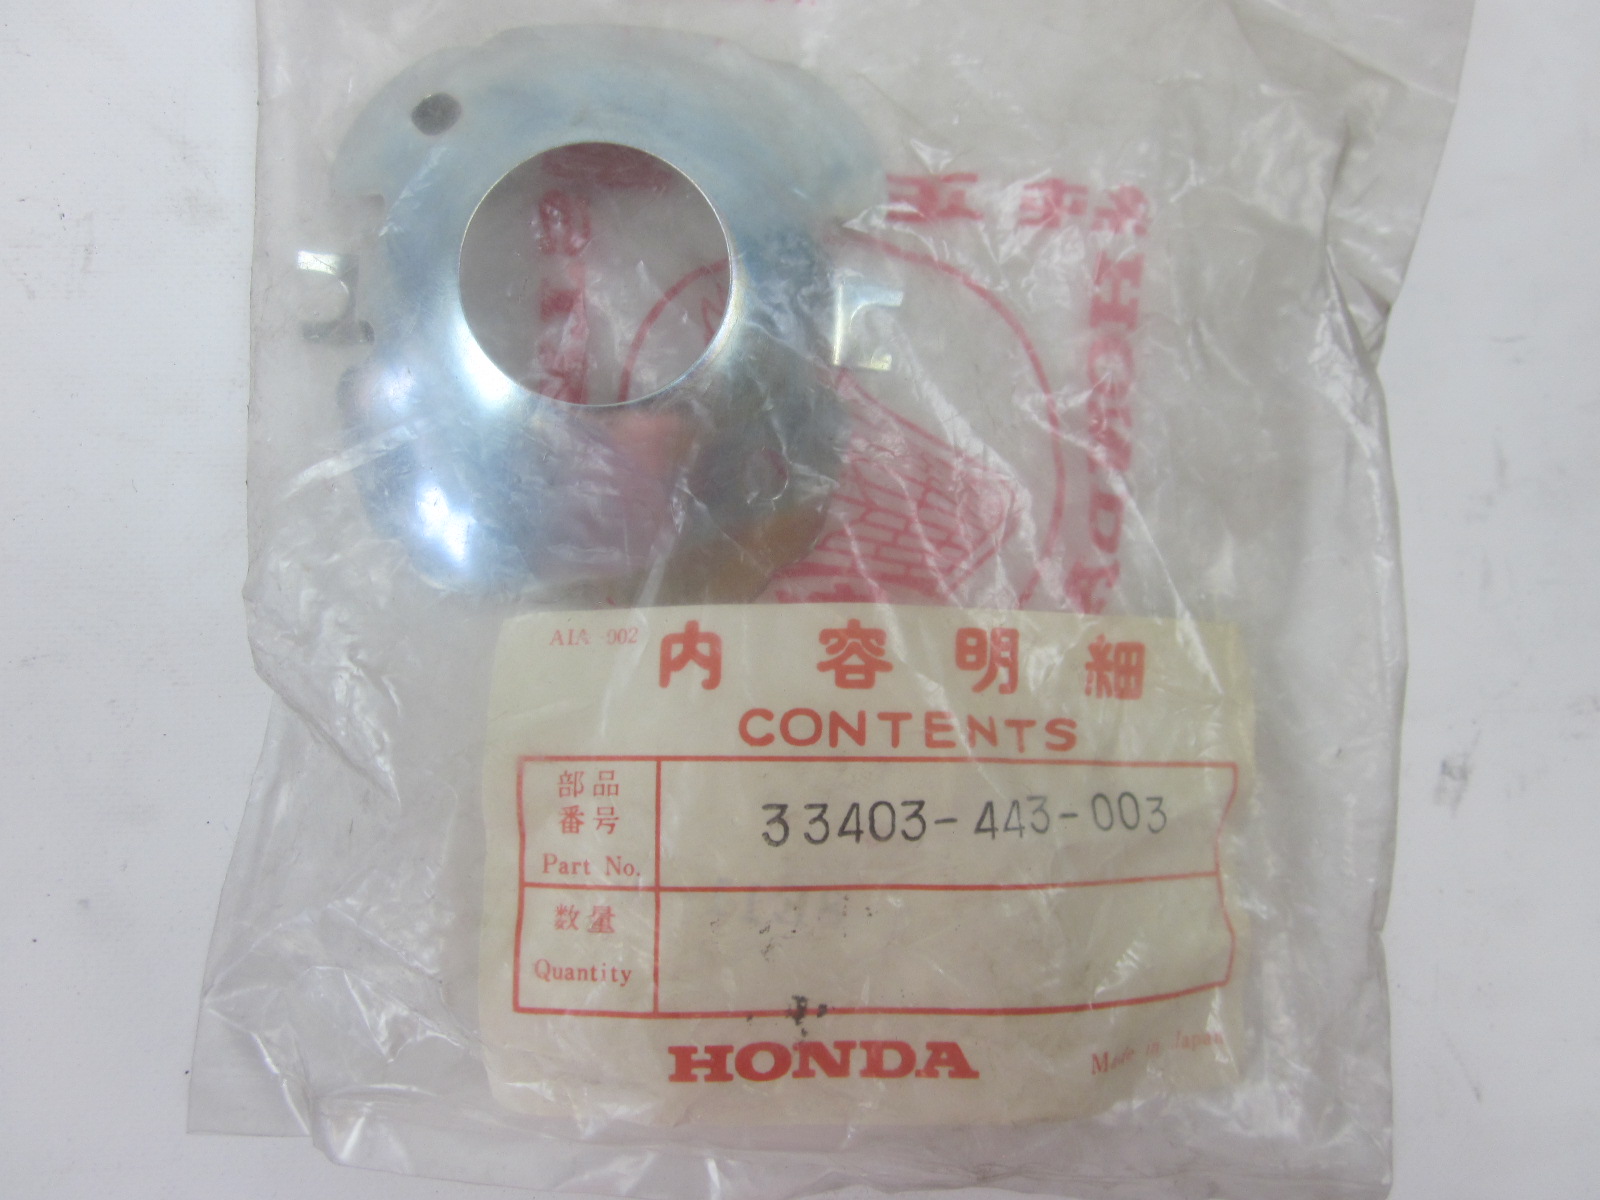 HONDA
AIA-002
内容明細
CONTENTS
部品
番号
Part No.
33403-443-003
数量
Quantity
HONDA
Made in Japan